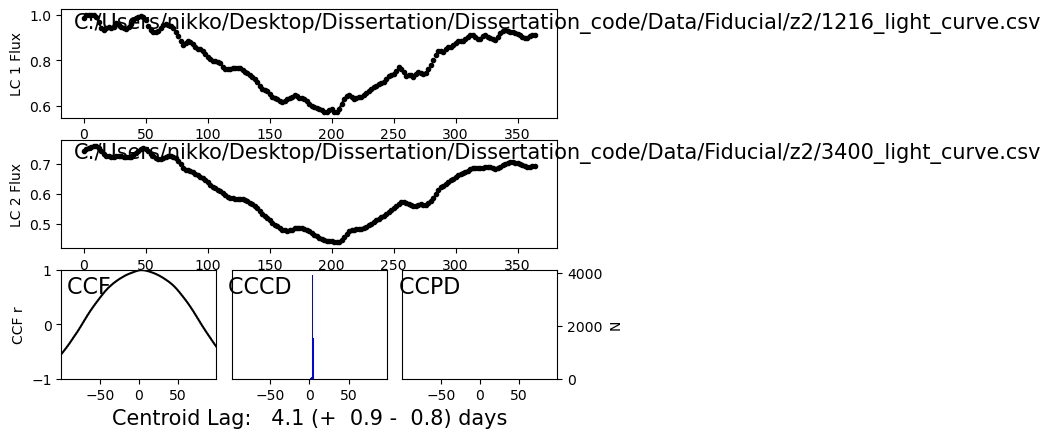 1.0
0.8
0.6
LC 1 Flux
C:/Users/nikko/Desktop/Dissertation/Dissertation_code/Data/Fiducial/z2/1216_light_curve.csv
0 50 100 150 200 250 300 350
0.7
0.6
0.5
LC 2 Flux
C:/Users/nikko/Desktop/Dissertation/Dissertation_code/Data/Fiducial/z2/3400_light_curve.csv
0 50 100 150 200 250 300 350
1
0
−1
CCF r
CCF
CCCD
CCPD
4000
2000
0
N
−50 0 50
−50 0 50
−50 0 50
Centroid Lag: 4.1 (+ 0.9 - 0.8) days